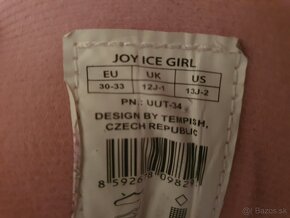 JOY ICE GIRL
EU UK US
30-33 12J-1 13J-2
PN.: UUT-34
DESIGN BY TEMPISH,
CZECH REPUBLIC
bazos.sk